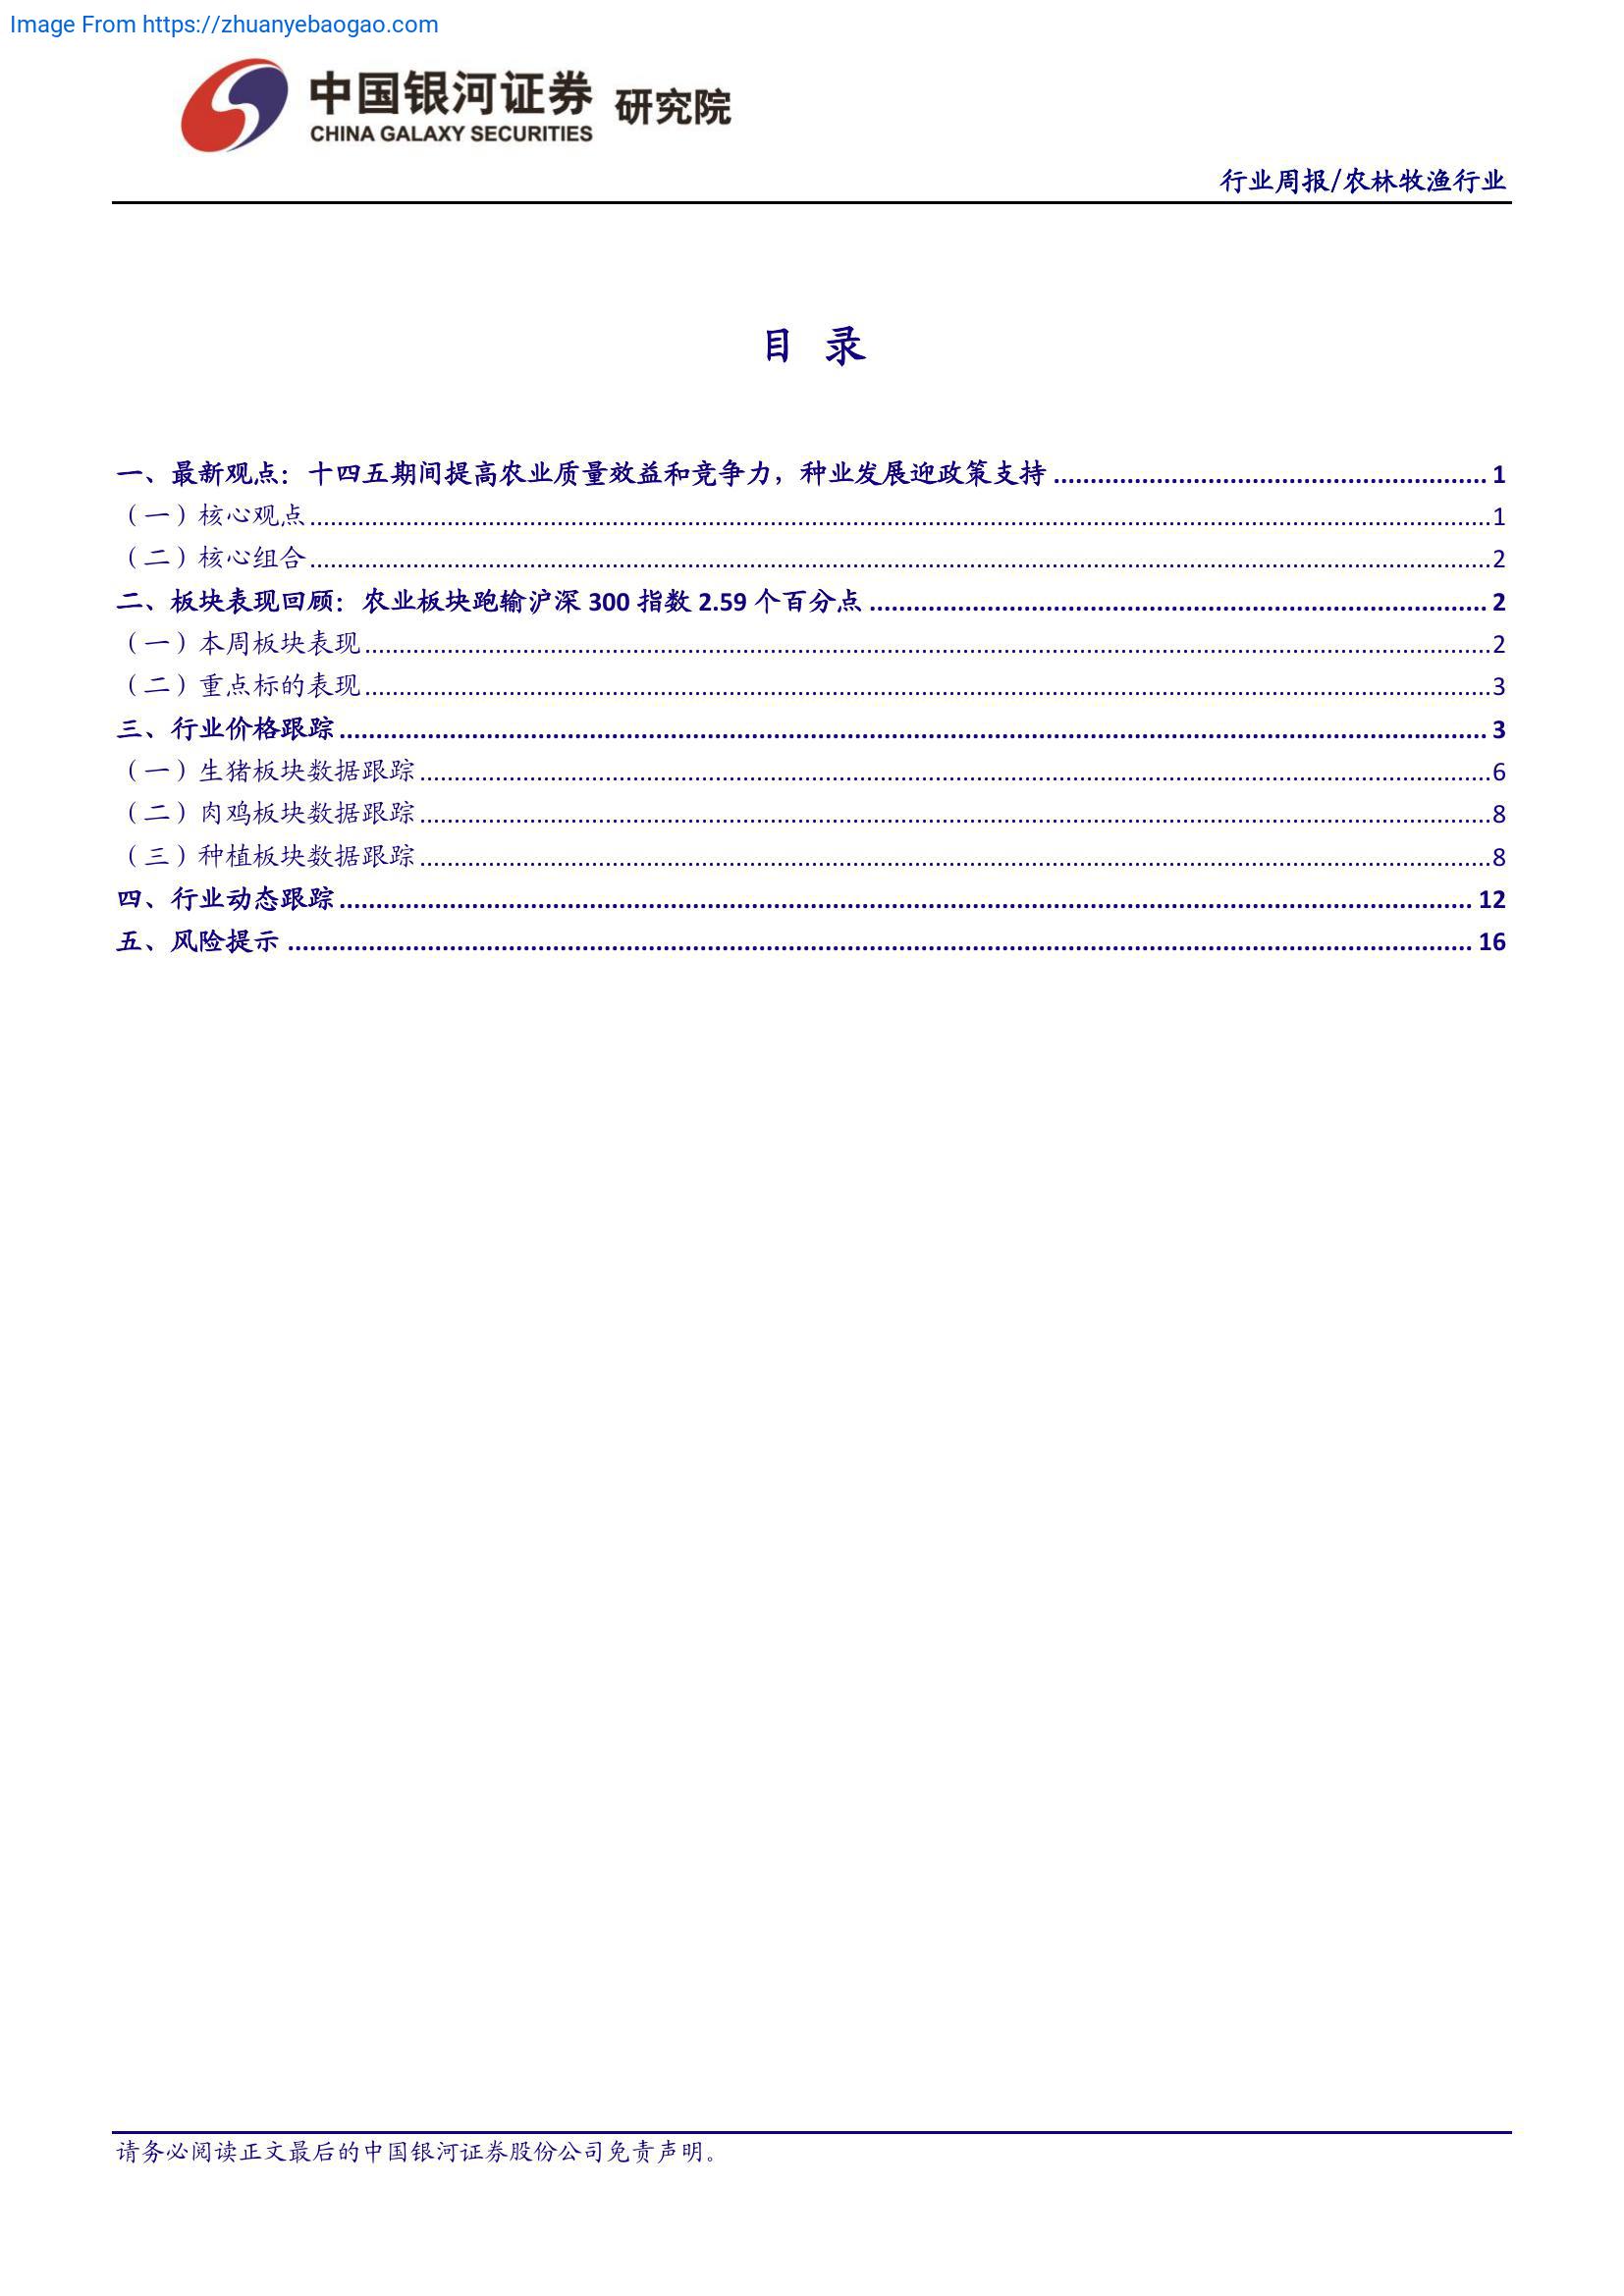 Image From https://zhuanyebaogao.com
中国银河证券 研究院
CHINA GALAXY SECURITIES
行业周报/农林牧渔行业
目 录
一、最新观点：十四五期间提高农业质量效益和竞争力，种业发展迎政策支持 1
（一）核心观点 1
（二）核心组合 2
二、板块表现回顾：农业板块跑输沪深 300 指数 2.59 个百分点 2
（一）本周板块表现 2
（二）重点标的表现 3
三、行业价格跟踪 3
（一）生猪板块数据跟踪 6
（二）肉鸡板块数据跟踪 8
（三）种植板块数据跟踪 8
四、行业动态跟踪 12
五、风险提示 16
请务必阅读正文最后的中国银河证券股份公司免责声明。